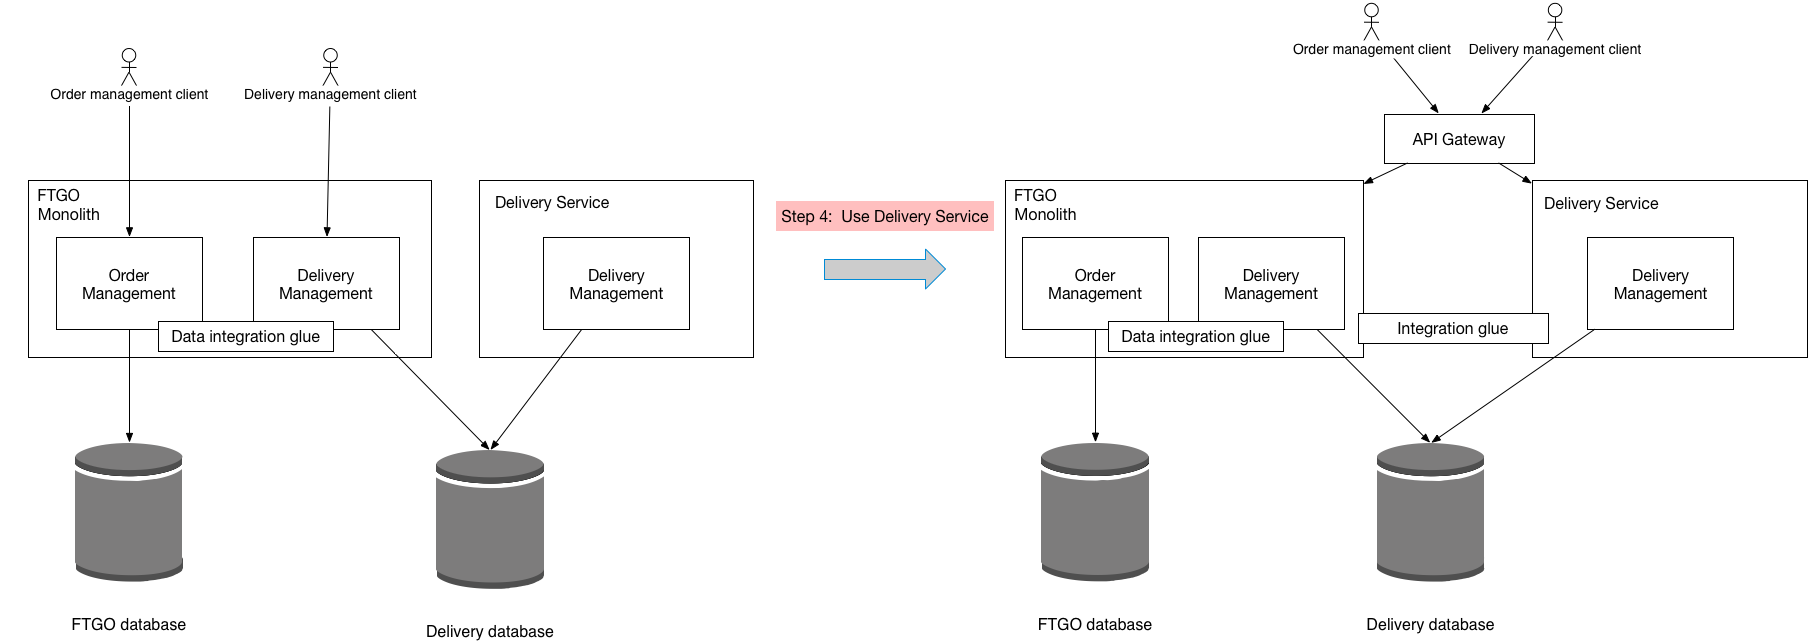 Order management client
Delivery management client
FTGO
Monolith
Order
Management
Delivery
Management
Data integration glue
Delivery Service
Delivery
Management
FTGO database
Delivery database
Step 4:  Use Delivery Service
Order management client
Delivery management client
API Gateway
FTGO
Monolith
Order
Management
Delivery
Management
Data integration glue
Integration glue
Delivery Service
Delivery
Management
FTGO database
Delivery database